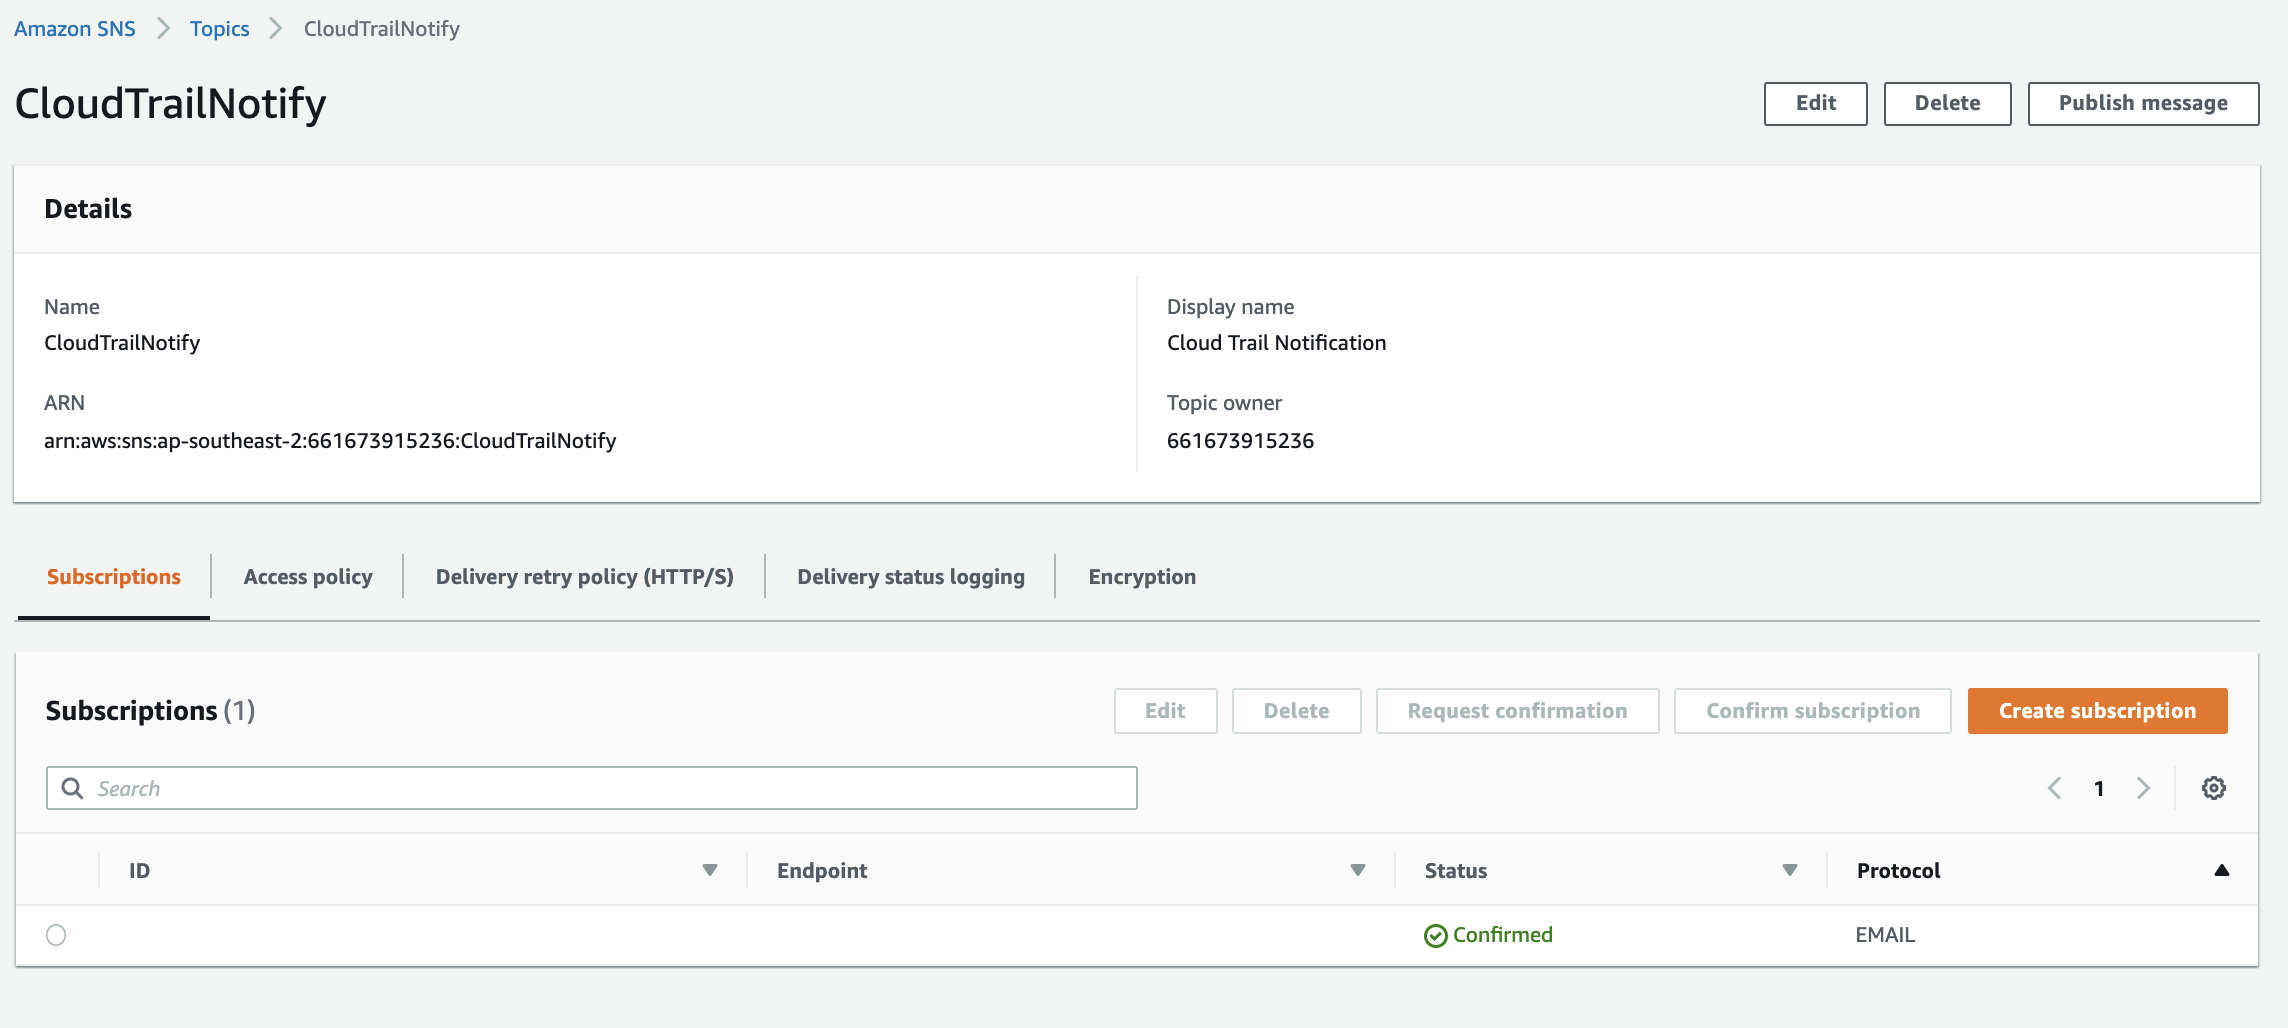 Amazon SNS Topics CloudTrailNotify
CloudTrailNotify
Edit Delete Publish message
Details
Name
CloudTrailNotify
Display name
Cloud Trail Notification
ARN
arn:aws:sns:ap-southeast-2:661673915236:CloudTrailNotify
Topic owner
661673915236
Subscriptions Access policy Delivery retry policy (HTTP/S) Delivery status logging Encryption
Subscriptions (1)
Edit Delete Request confirmation Confirm subscription Create subscription
Search
1
ID Endpoint Status Protocol
Confirmed EMAIL